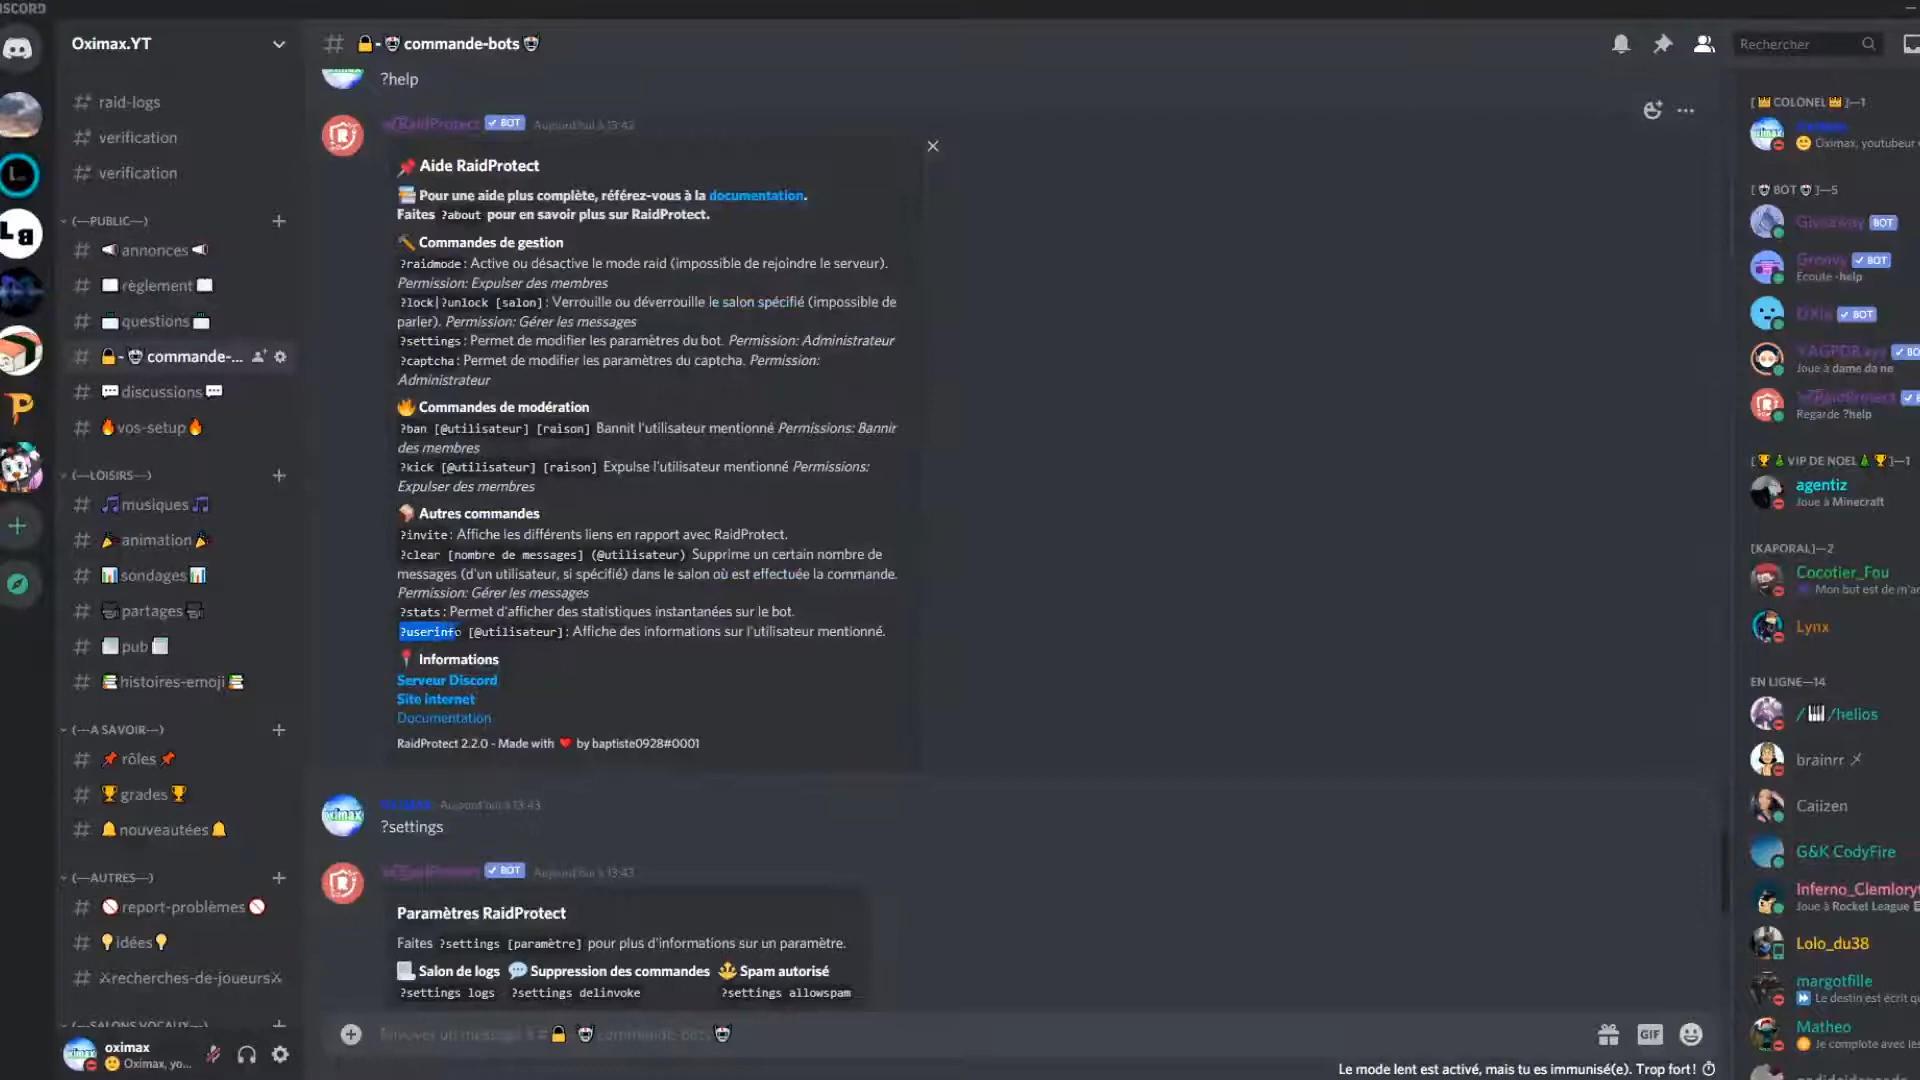 ISCORD
Oximax.YT
raid-logs
verification
verification
(---PUBLIC---)
annonces
règlement
questions
- commande-...
discussions
vos-setup
(---LOISIRS---)
musiques
animation
sondages
partages
pub
histoires-emoji
(---A SAVOIR---)
rôles
grades
nouveautées
(---AUTRES---)
report-problèmes
idées
recherches-de-joueurs
(---SALONS VOCAUX---)
oximax
Oximax, yo...
- commande-bots
Rechercher
?help
RaidProtect BOT Aujourd'hui à 13:42
Aide RaidProtect
Pour une aide plus complète, référez-vous à la documentation.
Faites ?about pour en savoir plus sur RaidProtect.
Commandes de gestion
?raidmode: Active ou désactive le mode raid (impossible de rejoindre le serveur).
Permission: Expulser des membres
?lock|?unlock [salon]: Verrouille ou déverrouille le salon spécifié (impossible de
parler). Permission: Gérer les messages
?settings: Permet de modifier les paramètres du bot. Permission: Administrateur
?captcha: Permet de modifier les paramètres du captcha. Permission:
Administrateur
Commandes de modération
?ban [@utilisateur] [raison] Bannit l'utilisateur mentionné Permissions: Bannir
des membres
?kick [@utilisateur] [raison] Expulse l'utilisateur mentionné Permissions:
Expulser des membres
Autres commandes
?invite: Affiche les différents liens en rapport avec RaidProtect.
?clear [nombre de messages] (@utilisateur) Supprime un certain nombre de
messages (d'un utilisateur, si spécifié) dans le salon où est effectuée la commande.
Permission: Gérer les messages
?stats: Permet d'afficher des statistiques instantanées sur le bot.
?userinfo [@utilisateur]: Affiche des informations sur l'utilisateur mentionné.
Informations
Serveur Discord
Site internet
Documentation
RaidProtect 2.2.0 - Made with ❤ by baptiste0928#0001
Aujourd'hui à 13:43
?settings
RaidProtect BOT Aujourd'hui à 13:43
Paramètres RaidProtect
Faites ?settings [paramètre] pour plus d'informations sur un paramètre.
Salon de logs Suppression des commandes Spam autorisé
?settings logs ?settings delinvoke ?settings allowspam
Envoyer un message à # - commande-bots
GIF
Le mode lent est activé, mais tu es immunisé(e). Trop fort!
[ COLONEL ]—1
Oximax, youtubeur
[ BOT ]—5
Giveaway BOT
Groovy BOT
Écoute -help
BOT
YAGPDB.xyz
Joue à dame da ne
RaidProtect
Regarde ?help
[ VIP DE NOEL ]—1
agentiz
Joue à Minecraft
[KAPORAL]—2
Cocotier_Fou
Mon but est de m'a
Lynx
EN LIGNE—14
/ /helios
brainrr
Caiizen
G&K CodyFire
Inferno_Clemlory
Joue à Rocket League
Lolo_du38
margotfille
Le destin est écrit q
Matheo
Je complote avec les